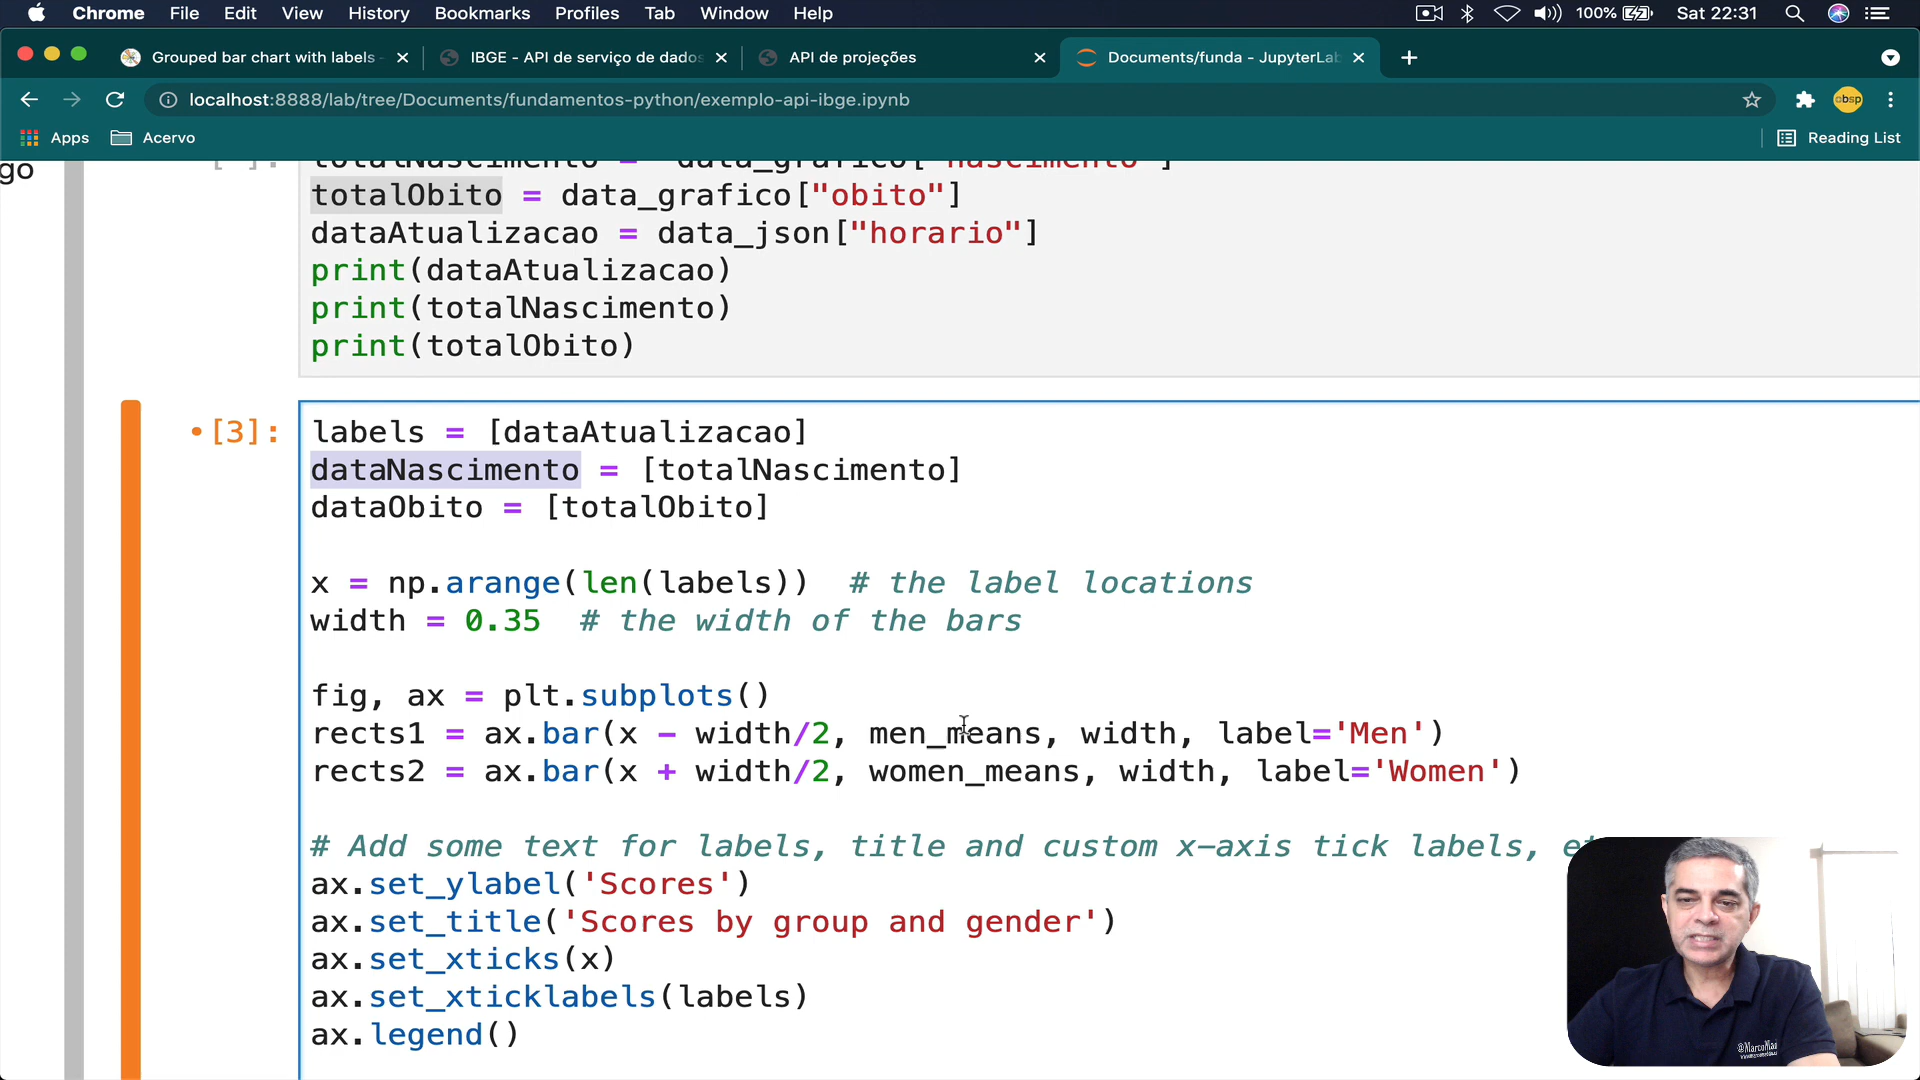 Chrome File Edit View History Bookmarks Profiles Tab Window Help 100% Sat 22:31
Grouped bar chart with labels - IBGE - API de serviço de dados API de projeções Documents/funda - JupyterLab
localhost:8888/lab/tree/Documents/fundamentos-python/exemplo-api-ibge.ipynb obsp
Apps Acervo Reading List
go
[ ]: totalNascimento = data_grafico["nascimento"]
totalObito = data_grafico["obito"]
dataAtualizacao = data_json["horario"]
print(dataAtualizacao)
print(totalNascimento)
print(totalObito)
•[3]: labels = [dataAtualizacao]
dataNascimento = [totalNascimento]
dataObito = [totalObito]
x = np.arange(len(labels))  # the label locations
width = 0.35  # the width of the bars
fig, ax = plt.subplots()
rects1 = ax.bar(x - width/2, men_means, width, label='Men')
rects2 = ax.bar(x + width/2, women_means, width, label='Women')
# Add some text for labels, title and custom x-axis tick labels, et
ax.set_ylabel('Scores')
ax.set_title('Scores by group and gender')
ax.set_xticks(x)
ax.set_xticklabels(labels)
ax.legend()